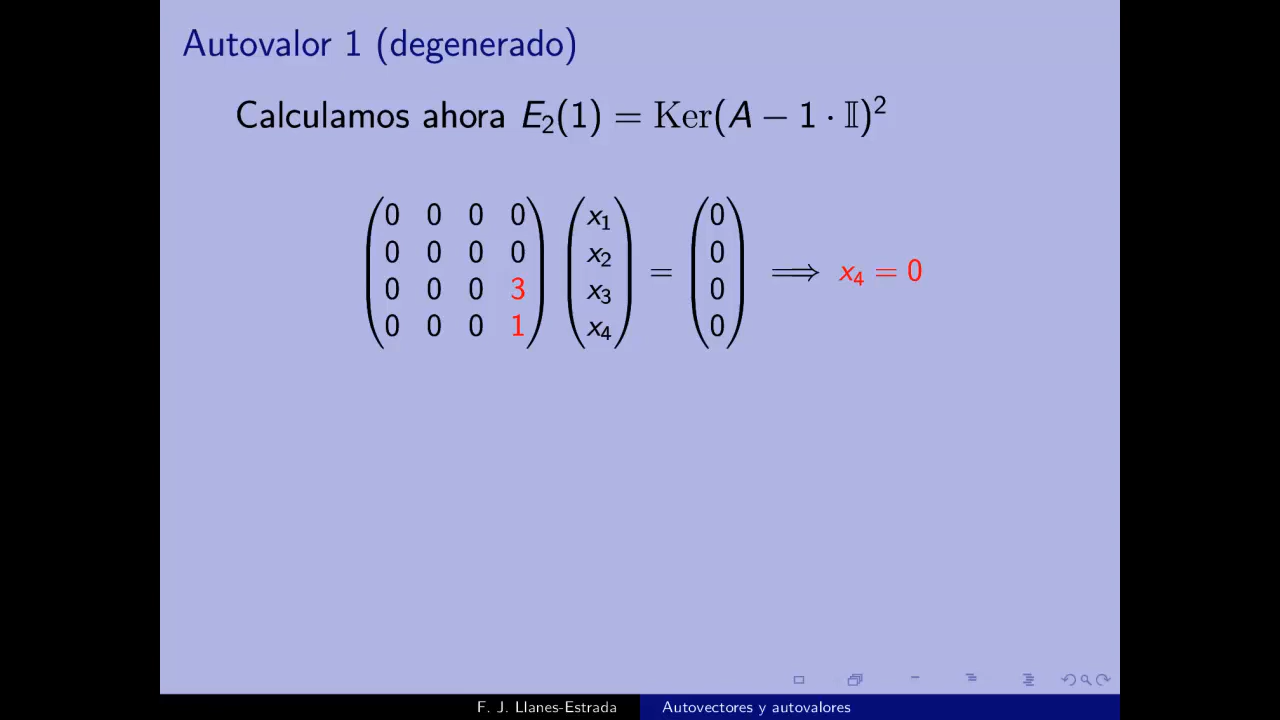 Autovalor 1 (degenerado)
Calculamos ahora E₂(1) = Ker(A − 1 · 𝕀)²
0 0 0 0 x₁ 0
0 0 0 0 x₂ 0
= ⟹ x₄ = 0
0 0 0 3 x₃ 0
0 0 0 1 x₄ 0
F. J. Llanes-Estrada Autovectores y autovalores